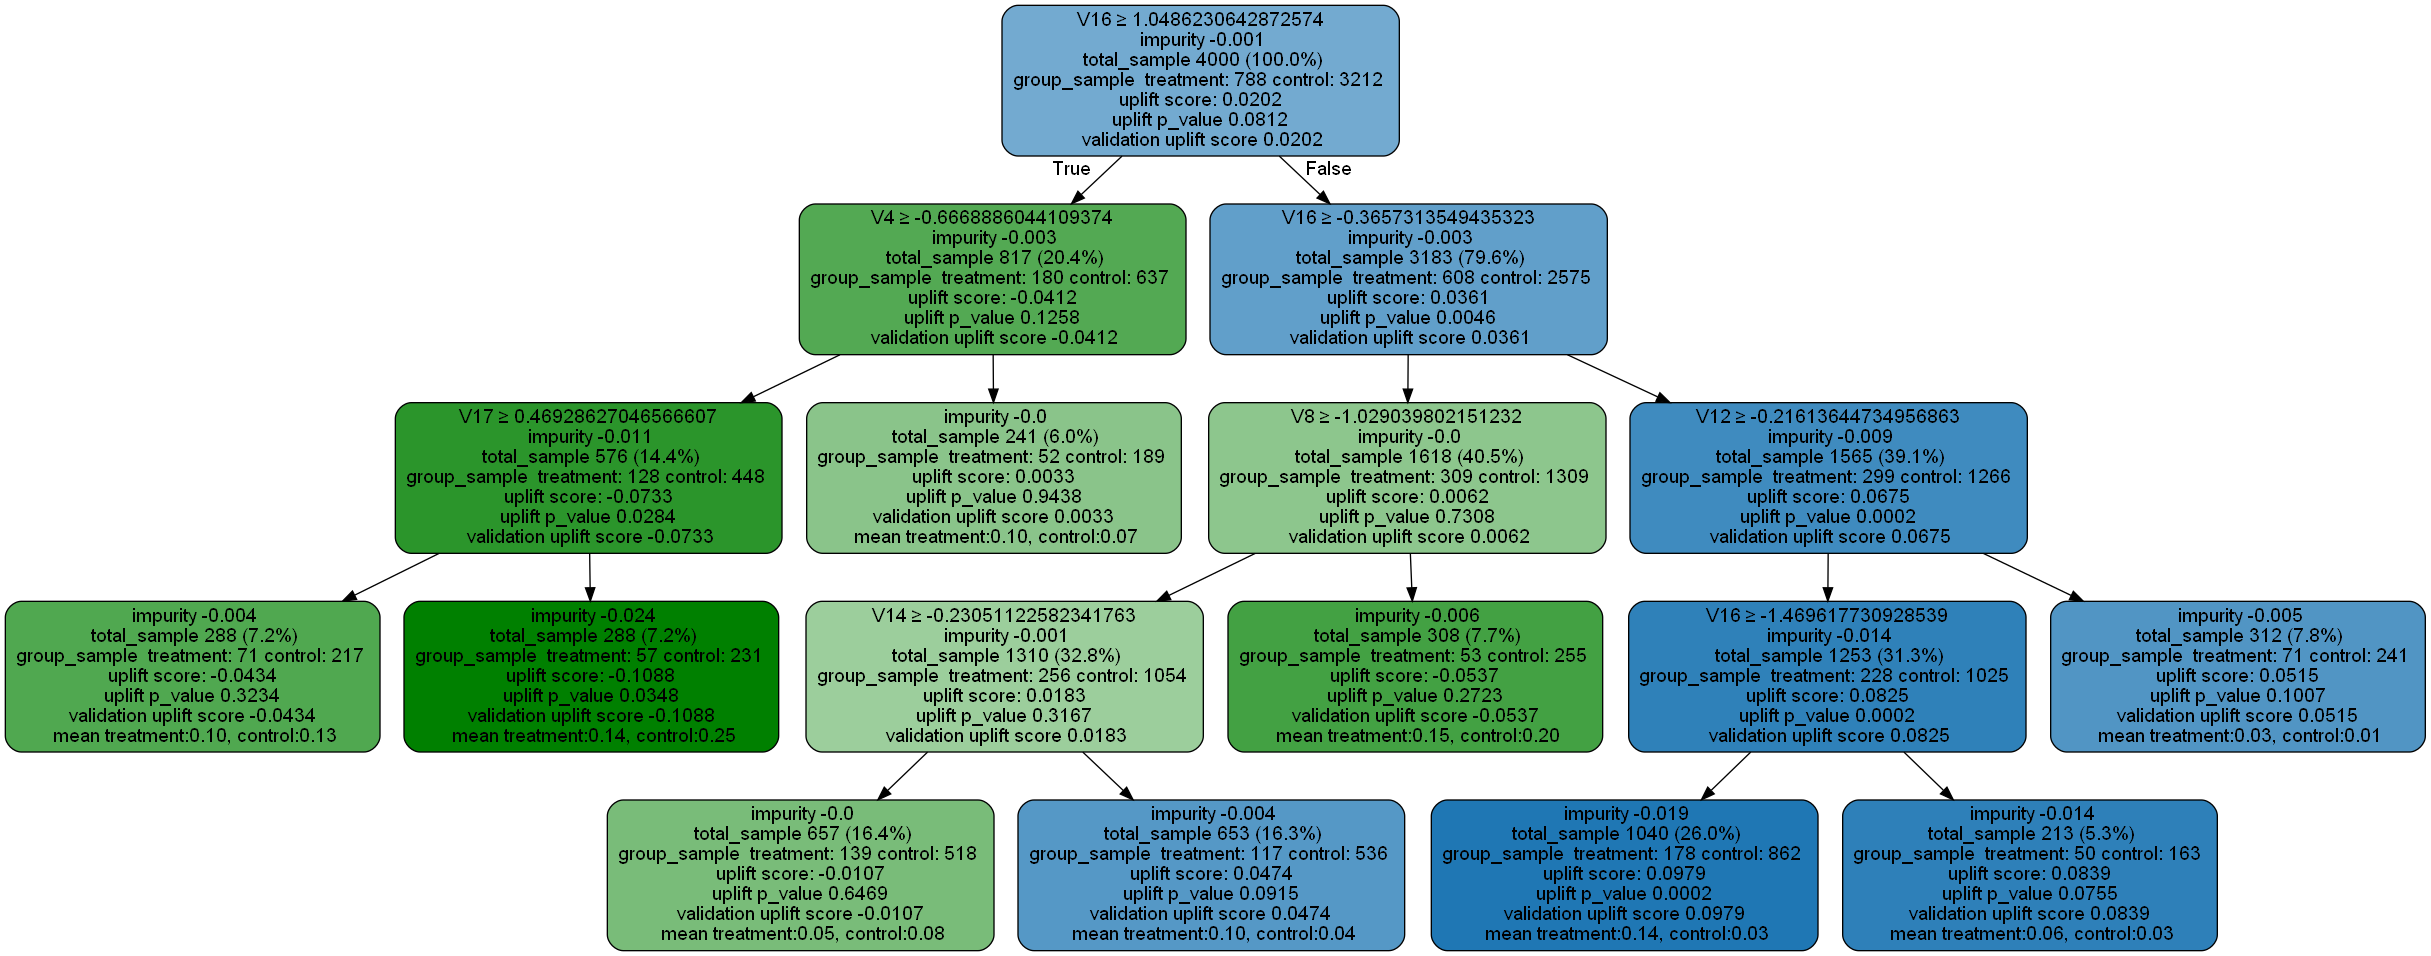 V16 ≥ 1.0486230642872574
impurity -0.001
total_sample 4000 (100.0%)
group_sample  treatment: 788 control: 3212
uplift score: 0.0202
uplift p_value 0.0812
validation uplift score 0.0202
True
False
V4 ≥ -0.6668886044109374
impurity -0.003
total_sample 817 (20.4%)
group_sample  treatment: 180 control: 637
uplift score: -0.0412
uplift p_value 0.1258
validation uplift score -0.0412
V16 ≥ -0.3657313549435323
impurity -0.003
total_sample 3183 (79.6%)
group_sample  treatment: 608 control: 2575
uplift score: 0.0361
uplift p_value 0.0046
validation uplift score 0.0361
V17 ≥ 0.46928627046566607
impurity -0.011
total_sample 576 (14.4%)
group_sample  treatment: 128 control: 448
uplift score: -0.0733
uplift p_value 0.0284
validation uplift score -0.0733
impurity -0.0
total_sample 241 (6.0%)
group_sample  treatment: 52 control: 189
uplift score: 0.0033
uplift p_value 0.9438
validation uplift score 0.0033
mean treatment:0.10, control:0.07
V8 ≥ -1.029039802151232
impurity -0.0
total_sample 1618 (40.5%)
group_sample  treatment: 309 control: 1309
uplift score: 0.0062
uplift p_value 0.7308
validation uplift score 0.0062
V12 ≥ -0.21613644734956863
impurity -0.009
total_sample 1565 (39.1%)
group_sample  treatment: 299 control: 1266
uplift score: 0.0675
uplift p_value 0.0002
validation uplift score 0.0675
impurity -0.004
total_sample 288 (7.2%)
group_sample  treatment: 71 control: 217
uplift score: -0.0434
uplift p_value 0.3234
validation uplift score -0.0434
mean treatment:0.10, control:0.13
impurity -0.024
total_sample 288 (7.2%)
group_sample  treatment: 57 control: 231
uplift score: -0.1088
uplift p_value 0.0348
validation uplift score -0.1088
mean treatment:0.14, control:0.25
V14 ≥ -0.23051122582341763
impurity -0.001
total_sample 1310 (32.8%)
group_sample  treatment: 256 control: 1054
uplift score: 0.0183
uplift p_value 0.3167
validation uplift score 0.0183
impurity -0.006
total_sample 308 (7.7%)
group_sample  treatment: 53 control: 255
uplift score: -0.0537
uplift p_value 0.2723
validation uplift score -0.0537
mean treatment:0.15, control:0.20
V16 ≥ -1.469617730928539
impurity -0.014
total_sample 1253 (31.3%)
group_sample  treatment: 228 control: 1025
uplift score: 0.0825
uplift p_value 0.0002
validation uplift score 0.0825
impurity -0.005
total_sample 312 (7.8%)
group_sample  treatment: 71 control: 241
uplift score: 0.0515
uplift p_value 0.1007
validation uplift score 0.0515
mean treatment:0.03, control:0.01
impurity -0.0
total_sample 657 (16.4%)
group_sample  treatment: 139 control: 518
uplift score: -0.0107
uplift p_value 0.6469
validation uplift score -0.0107
mean treatment:0.05, control:0.08
impurity -0.004
total_sample 653 (16.3%)
group_sample  treatment: 117 control: 536
uplift score: 0.0474
uplift p_value 0.0915
validation uplift score 0.0474
mean treatment:0.10, control:0.04
impurity -0.019
total_sample 1040 (26.0%)
group_sample  treatment: 178 control: 862
uplift score: 0.0979
uplift p_value 0.0002
validation uplift score 0.0979
mean treatment:0.14, control:0.03
impurity -0.014
total_sample 213 (5.3%)
group_sample  treatment: 50 control: 163
uplift score: 0.0839
uplift p_value 0.0755
validation uplift score 0.0839
mean treatment:0.06, control:0.03